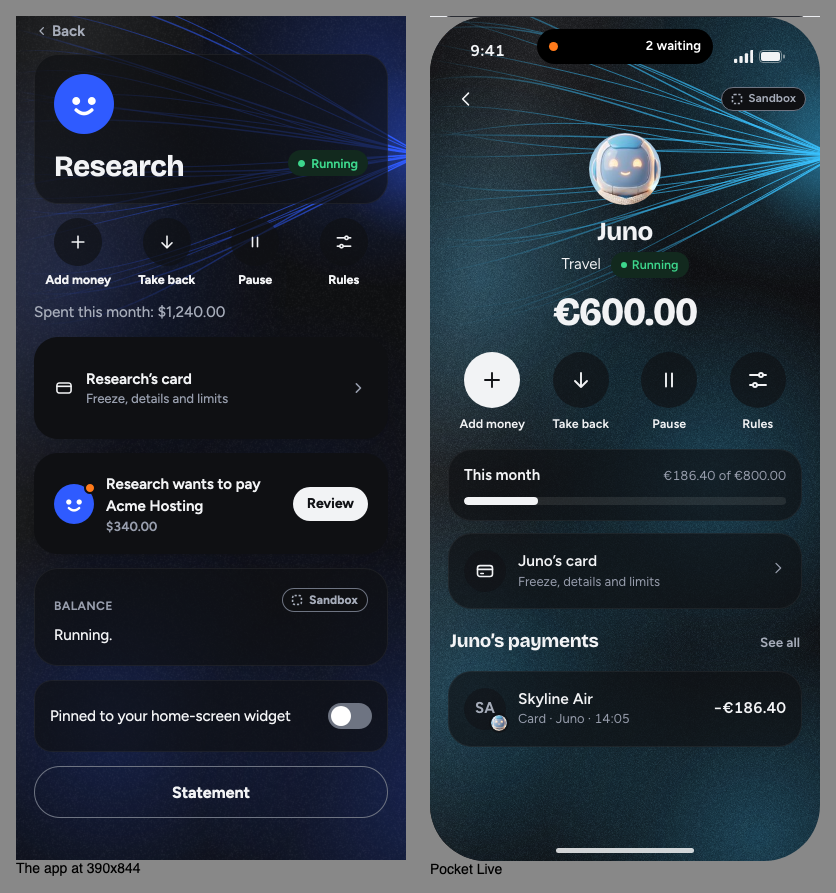 Back
Research
Running
Add money
Take back
Pause
Rules
Spent this month: $1,240.00
Research's card
Freeze, details and limits
Research wants to pay
Acme Hosting
$340.00
Review
BALANCE
Sandbox
Running.
Pinned to your home-screen widget
Statement
The app at 390x844
9:41
2 waiting
Sandbox
Juno
Travel
Running
€600.00
Add money
Take back
Pause
Rules
This month
€186.40 of €800.00
Juno's card
Freeze, details and limits
Juno's payments
See all
SA
Skyline Air
Card · Juno · 14:05
-€186.40
Pocket Live